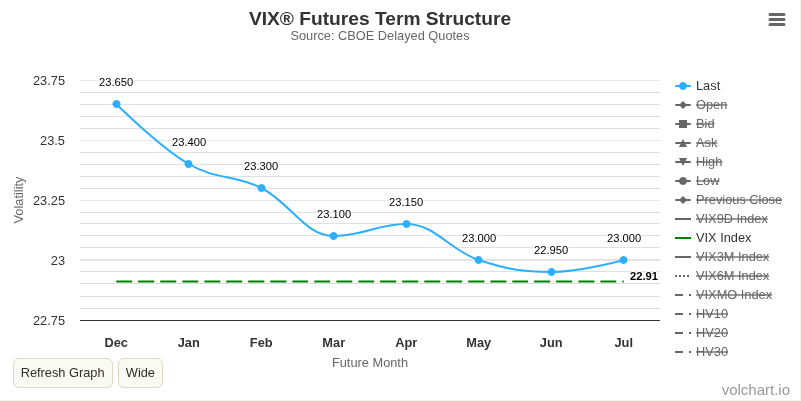 VIX® Futures Term Structure
Source: CBOE Delayed Quotes
Volatility
23.75
23.5
23.25
23
22.75
23.650
23.400
23.300
23.100
23.150
23.000
22.950
23.000
22.91
Dec Jan Feb Mar Apr May Jun Jul
Future Month
Last
Open
Bid
Ask
High
Low
Previous Close
VIX9D Index
VIX Index
VIX3M Index
VIX6M Index
VIXMO Index
HV10
HV20
HV30
Refresh Graph Wide
volchart.io